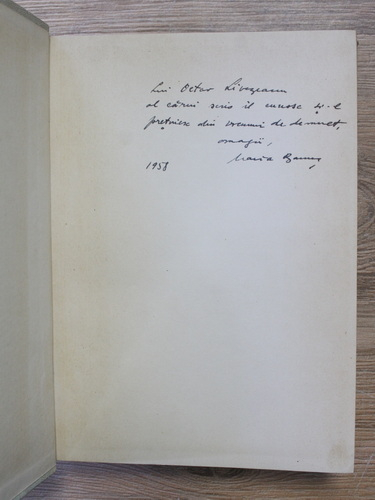 Lui Octav Livezeanu
al cărui scris îl cunosc și-l
prețuiesc din vremuri de demult,
omagii,
1958 Maria Banuș